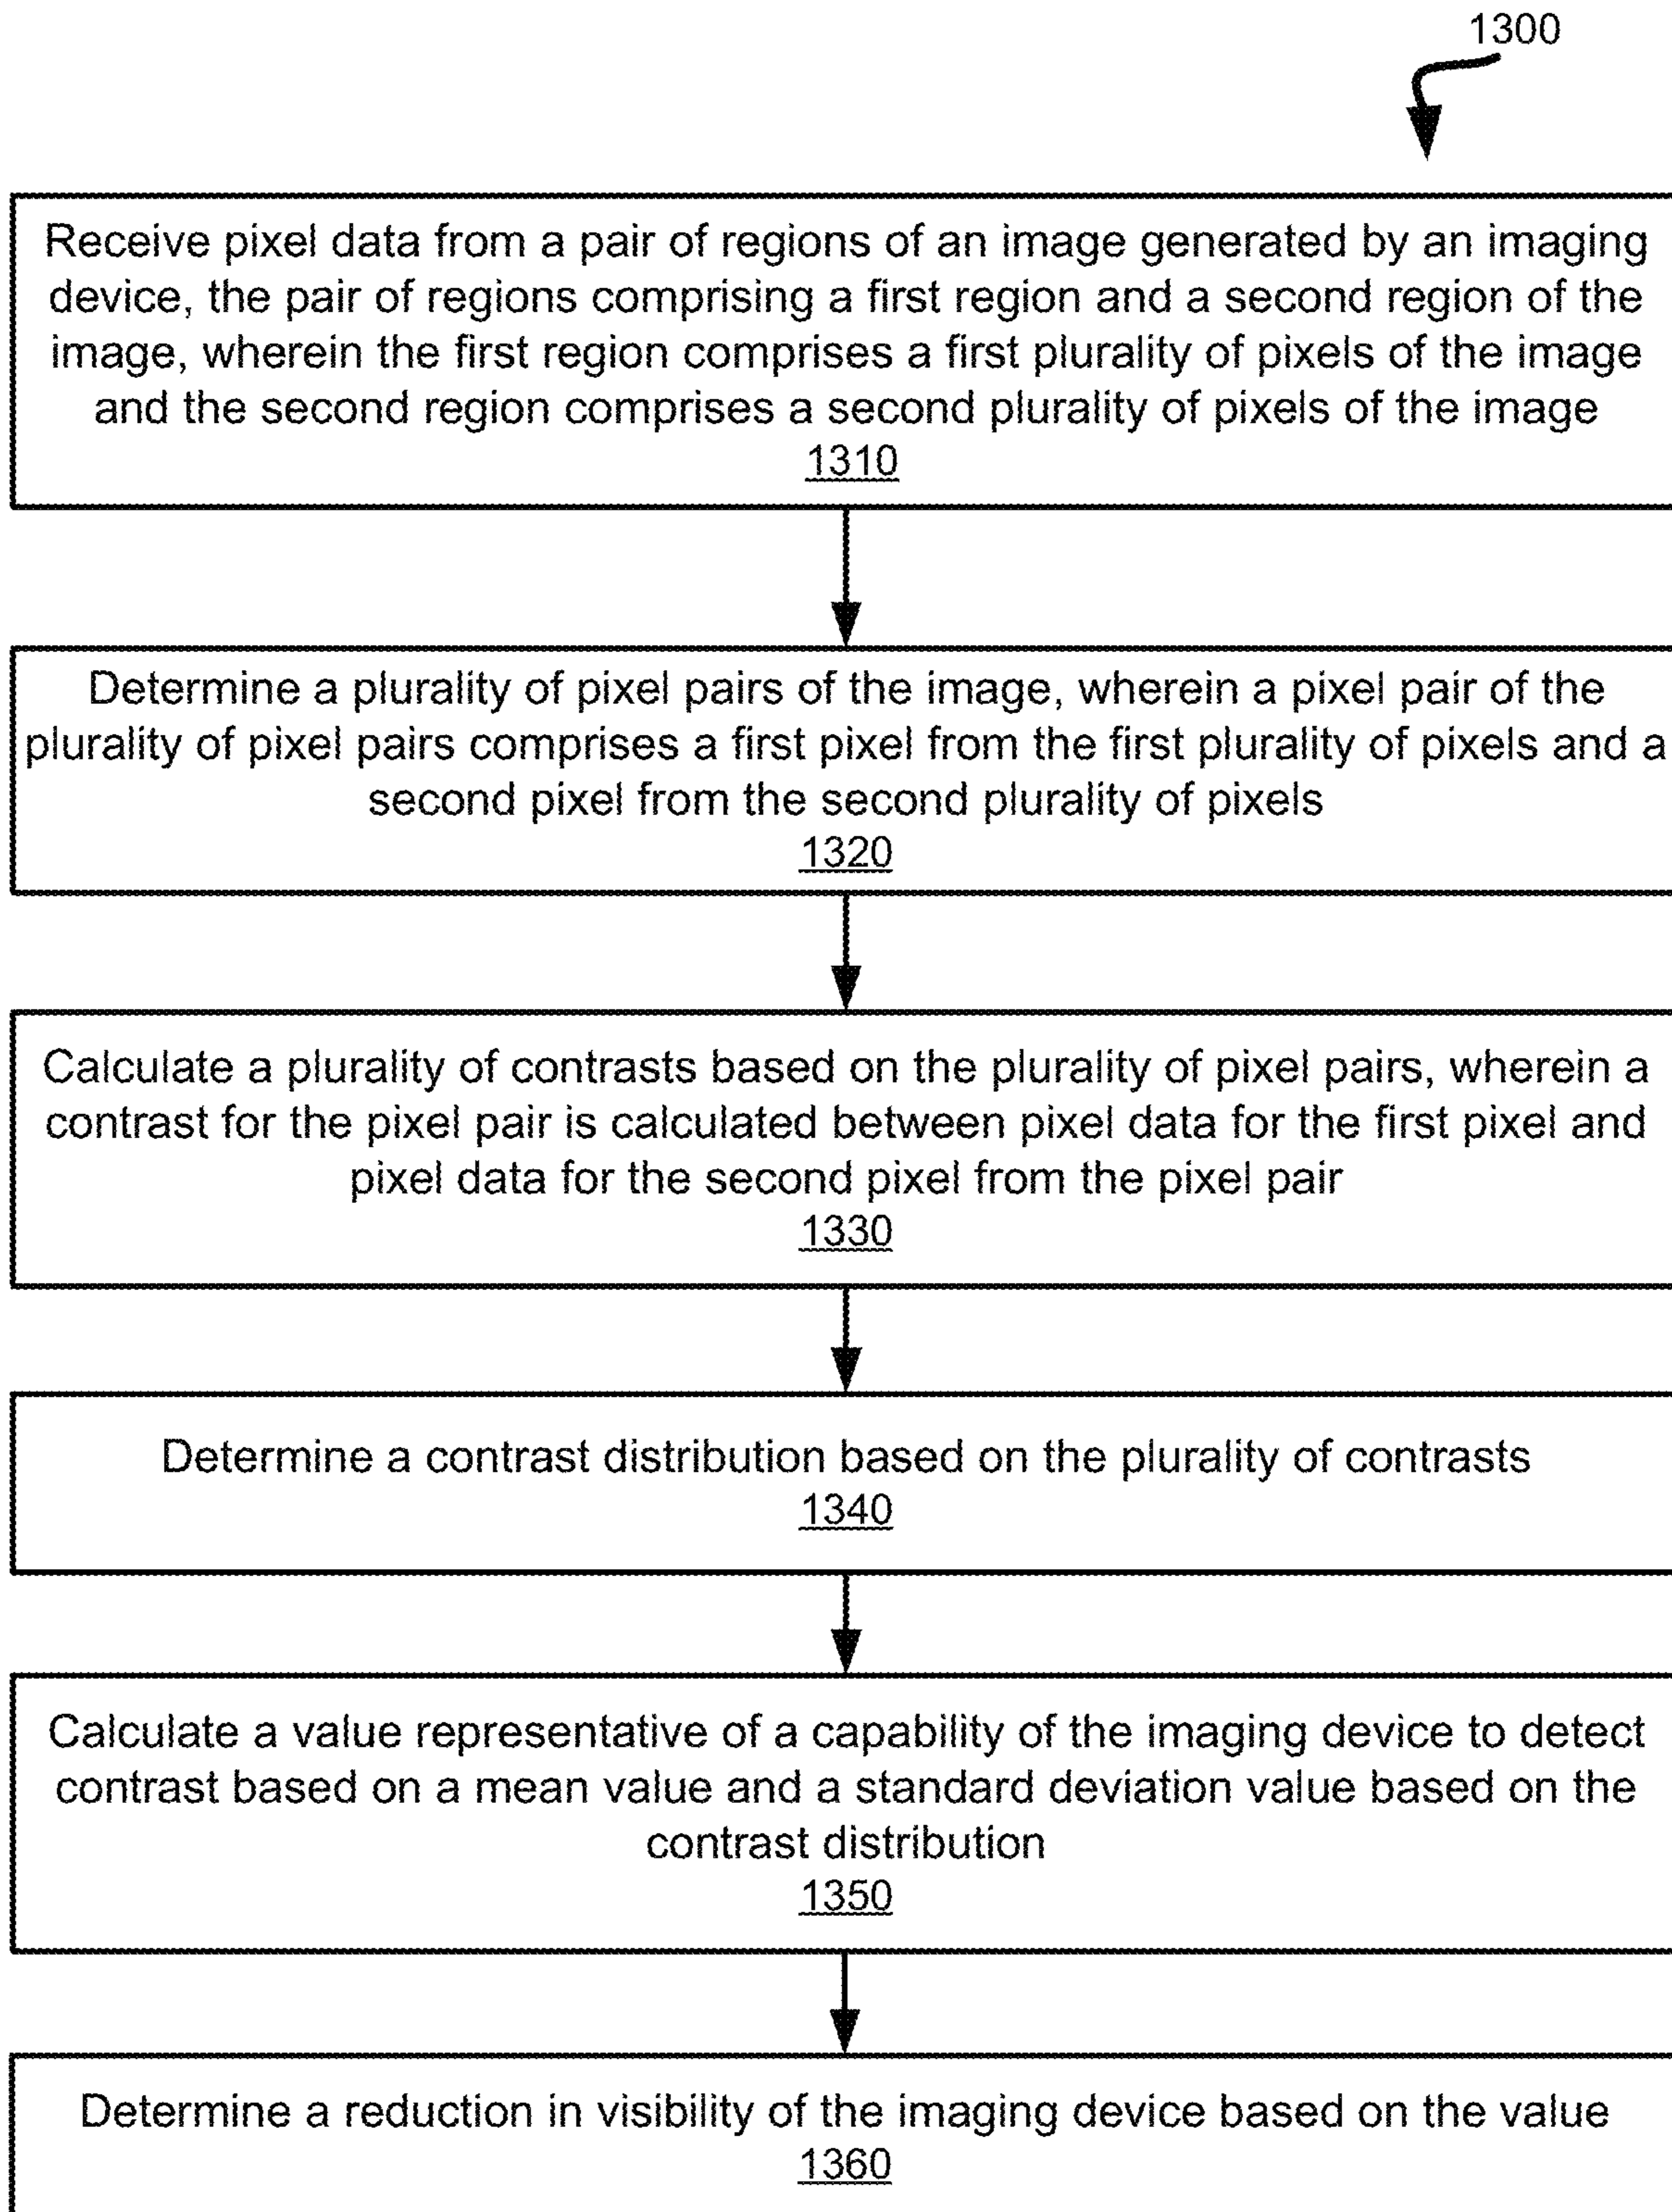 1300
Receive pixel data from a pair of regions of an image generated by an imaging
device, the pair of regions comprising a first region and a second region of the
image, wherein the first region comprises a first plurality of pixels of the image
and the second region comprises a second plurality of pixels of the image
1310
Determine a plurality of pixel pairs of the image, wherein a pixel pair of the
plurality of pixel pairs comprises a first pixel from the first plurality of pixels and a
second pixel from the second plurality of pixels
1320
Calculate a plurality of contrasts based on the plurality of pixel pairs, wherein a
contrast for the pixel pair is calculated between pixel data for the first pixel and
pixel data for the second pixel from the pixel pair
1330
Determine a contrast distribution based on the plurality of contrasts
1340
Calculate a value representative of a capability of the imaging device to detect
contrast based on a mean value and a standard deviation value based on the
contrast distribution
1350
Determine a reduction in visibility of the imaging device based on the value
1360